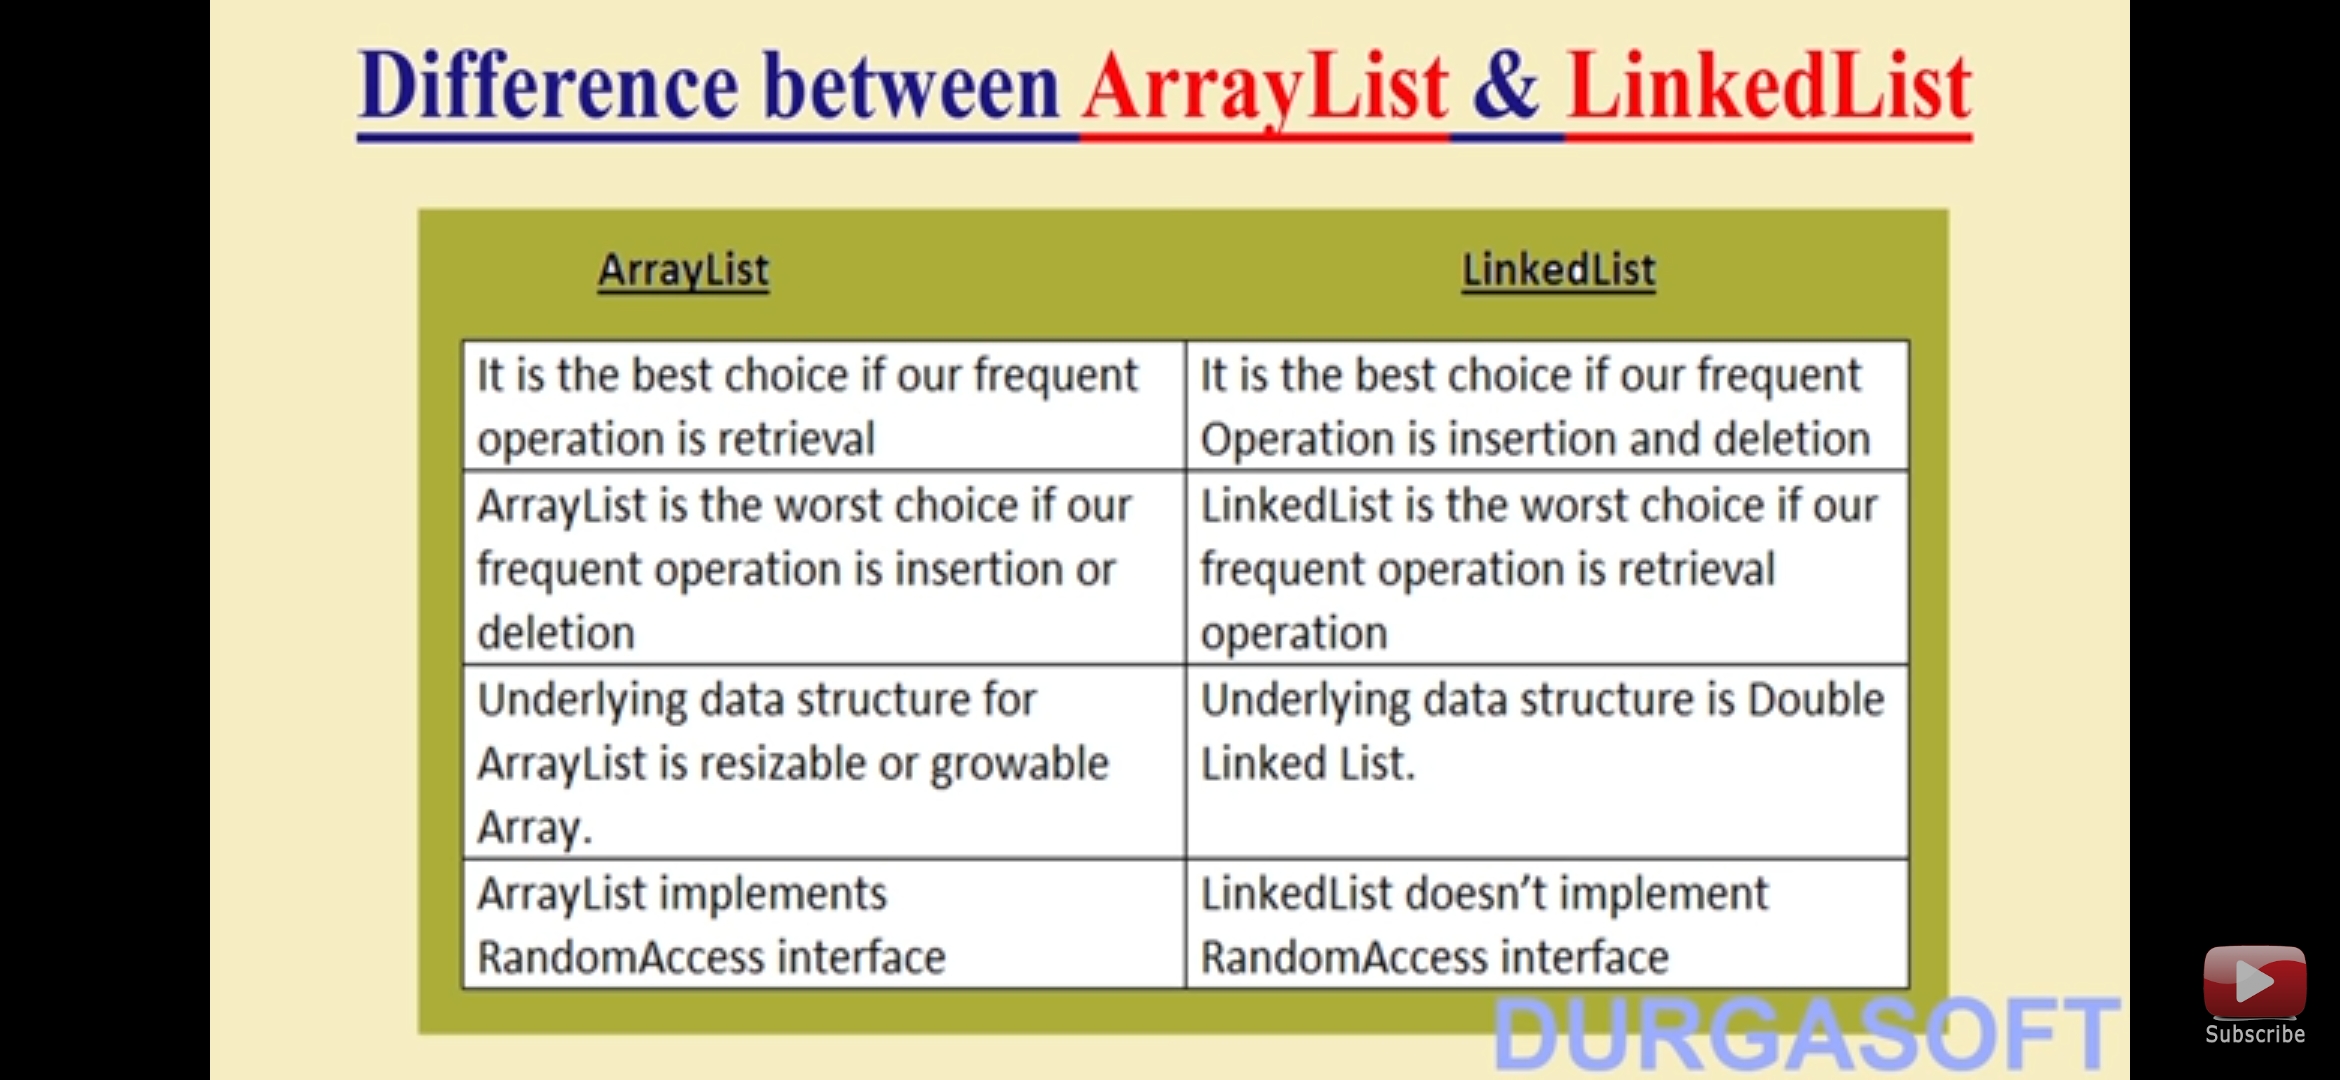 Difference between ArrayList & LinkedList
ArrayList
LinkedList
It is the best choice if our frequent
operation is retrieval
It is the best choice if our frequent
Operation is insertion and deletion
ArrayList is the worst choice if our
frequent operation is insertion or
deletion
LinkedList is the worst choice if our
frequent operation is retrieval
operation
Underlying data structure for
ArrayList is resizable or growable
Array.
Underlying data structure is Double
Linked List.
ArrayList implements
RandomAccess interface
LinkedList doesn’t implement
RandomAccess interface
DURGASOFT
Subscribe